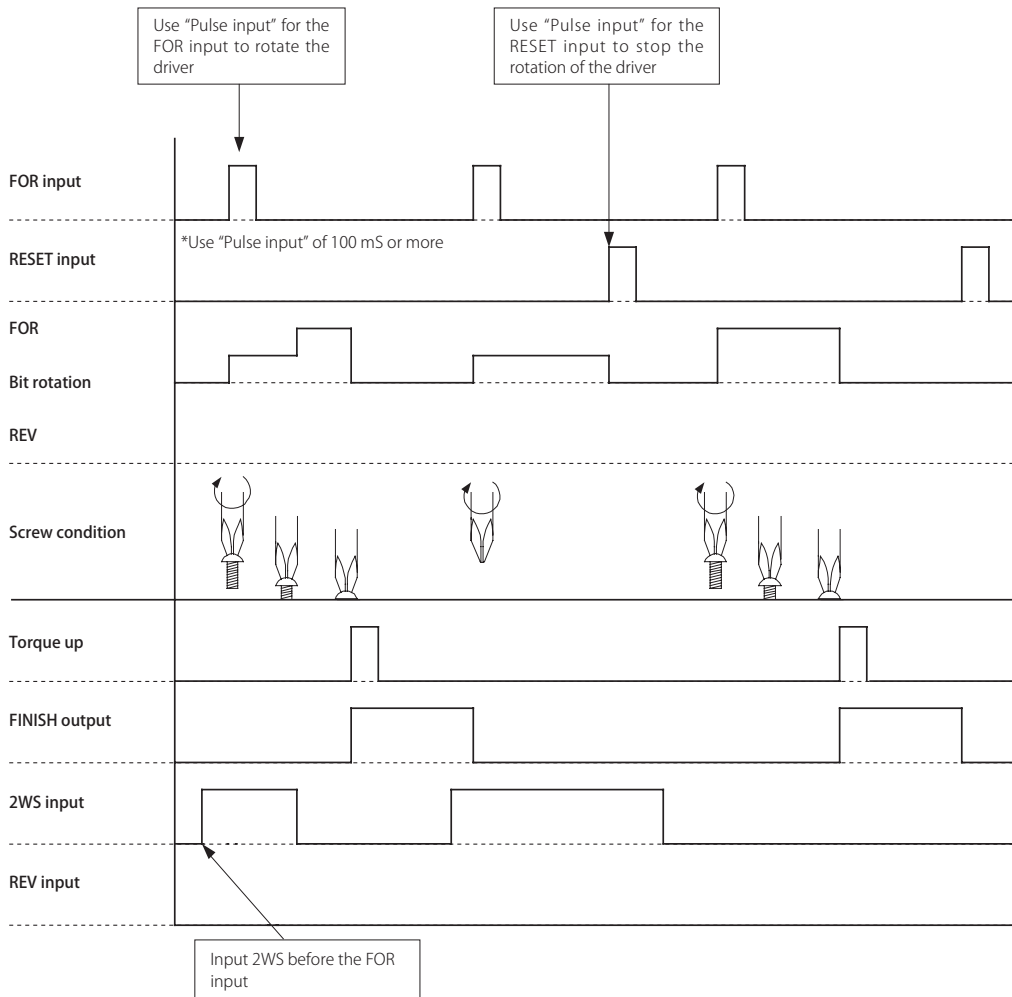 Use “Pulse input” for the
FOR input to rotate the
driver
Use “Pulse input” for the
RESET input to stop the
rotation of the driver
FOR input
*Use “Pulse input” of 100 mS or more
RESET input
FOR
Bit rotation
REV
Screw condition
Torque up
FINISH output
2WS input
REV input
Input 2WS before the FOR
input